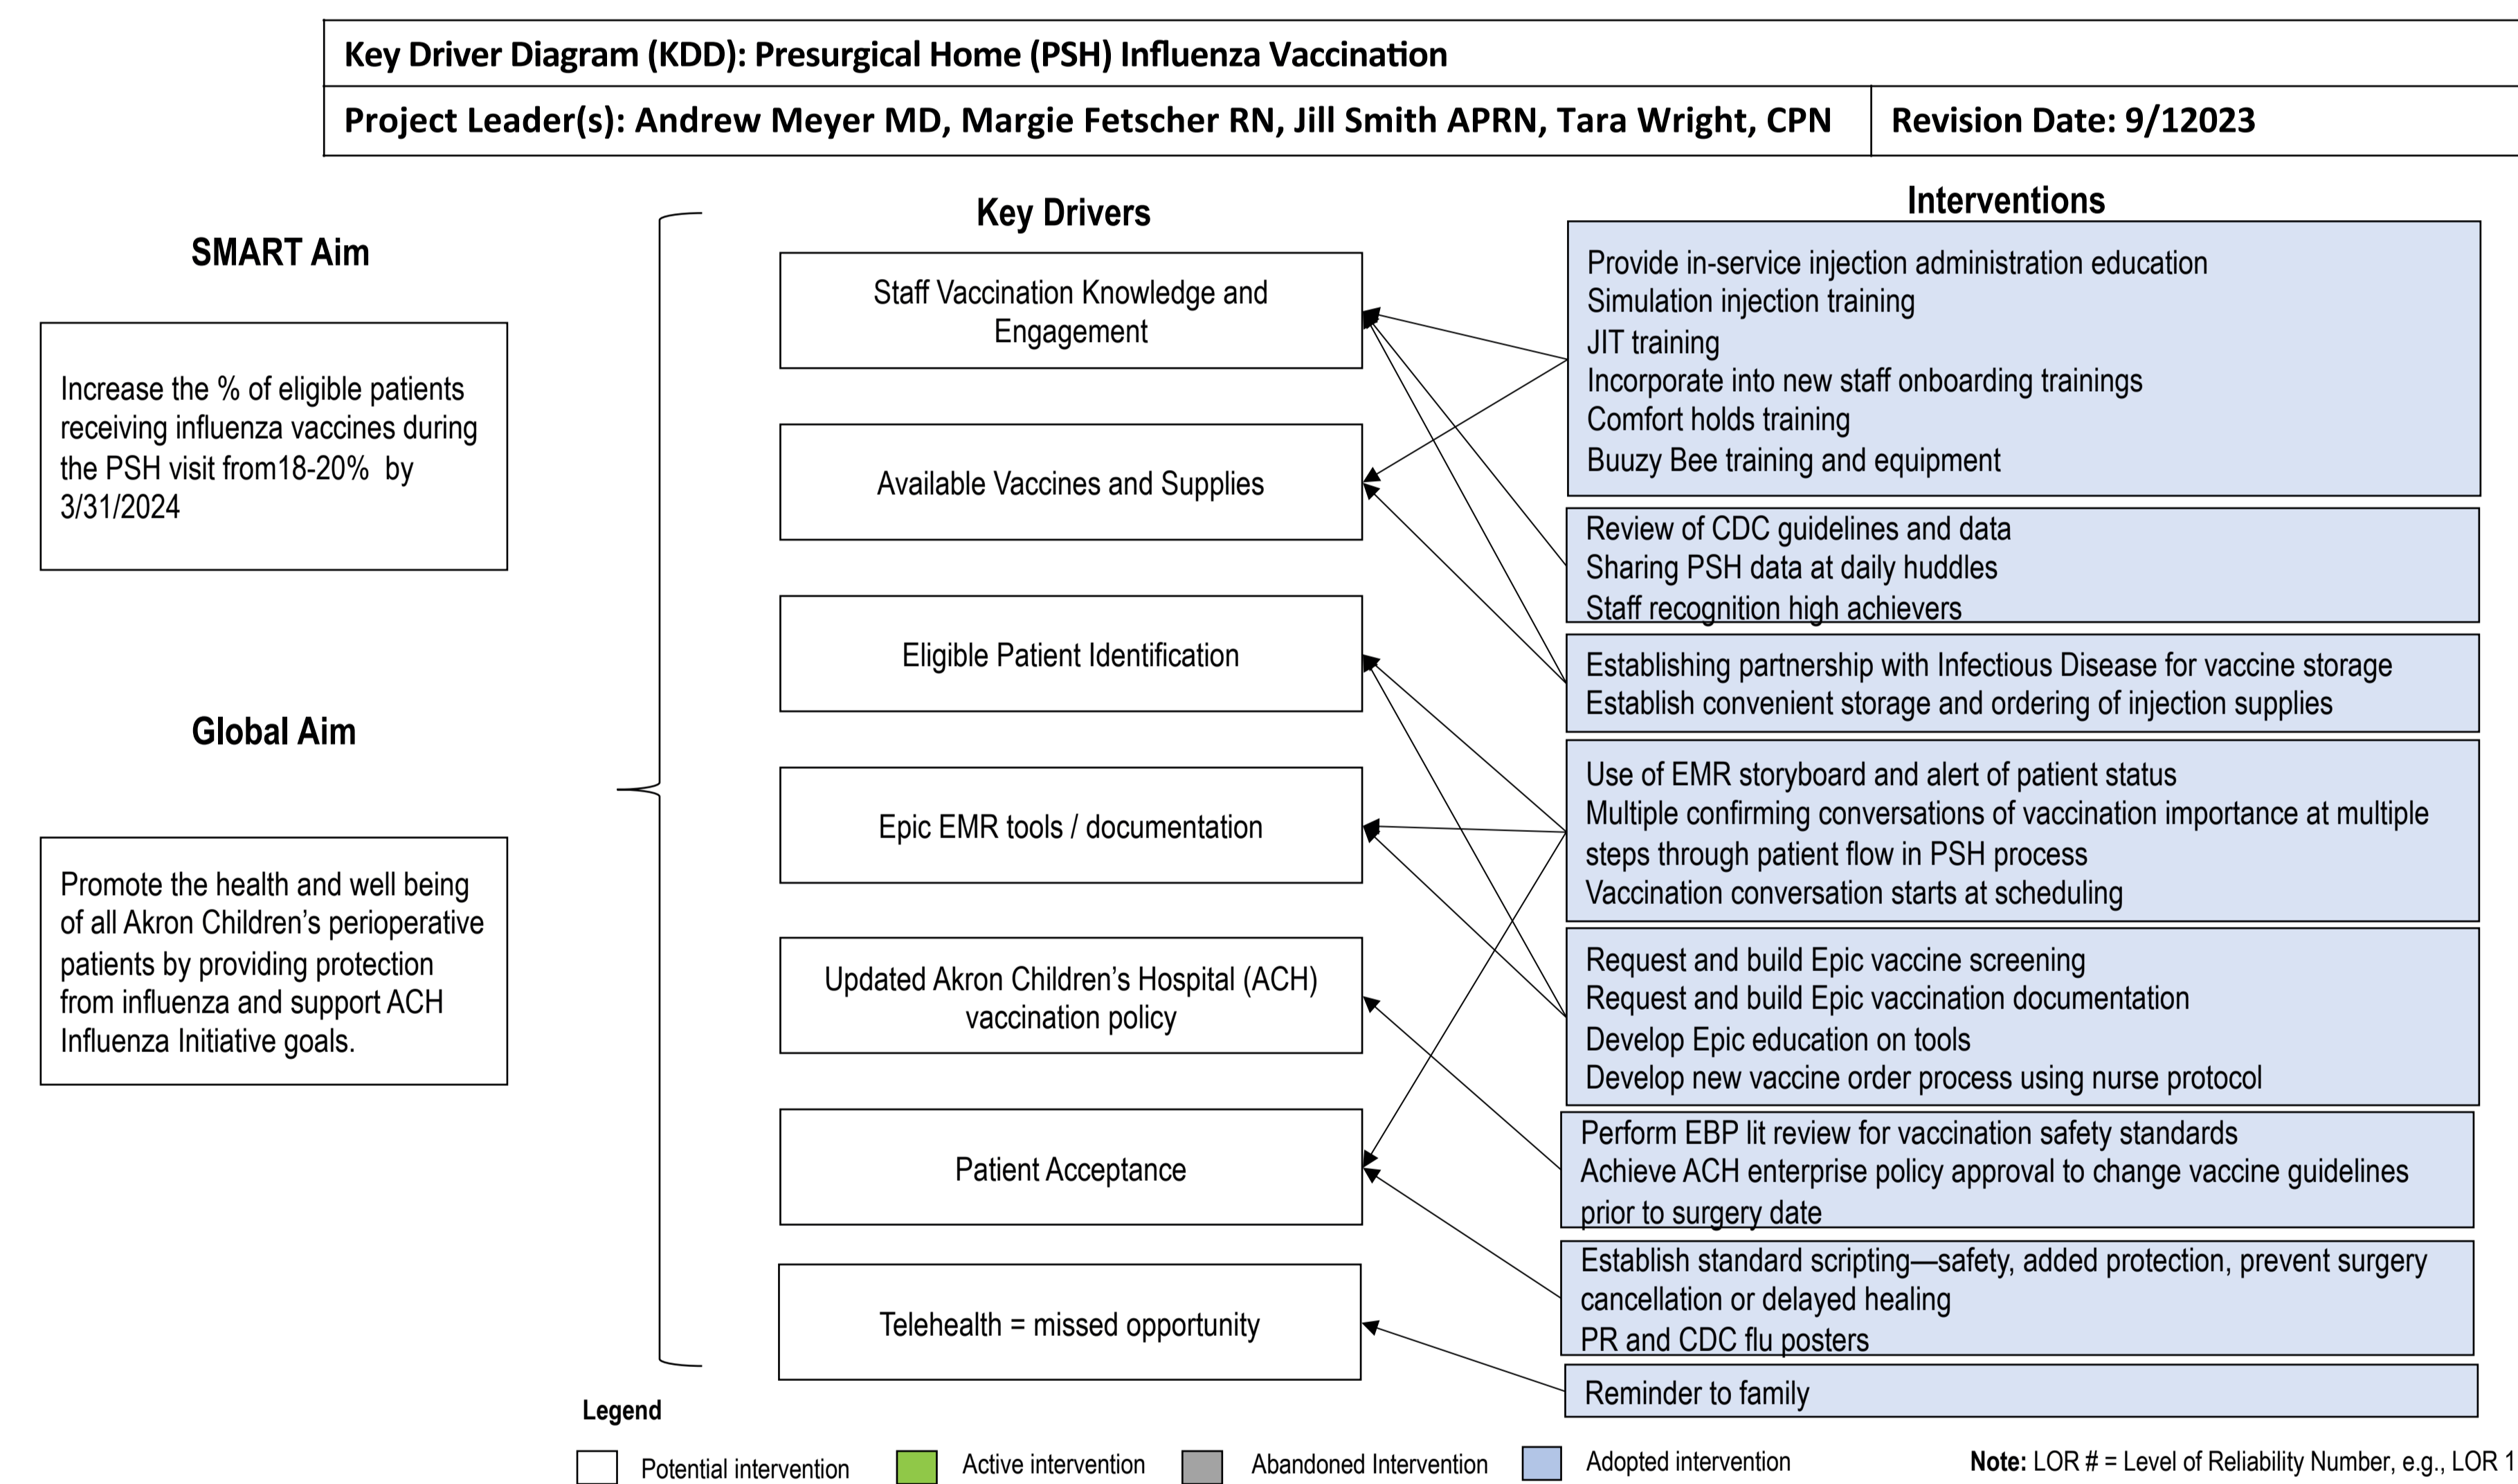 Key Driver Diagram (KDD): Presurgical Home (PSH) Influenza Vaccination
Project Leader(s): Andrew Meyer MD, Margie Fetscher RN, Jill Smith APRN, Tara Wright, CPN
Revision Date: 9/12023
SMART Aim
Increase the % of eligible patients
receiving influenza vaccines during
the PSH visit from18-20% by
3/31/2024
Global Aim
Promote the health and well being
of all Akron Children's perioperative
patients by providing protection
from influenza and support ACH
Influenza Initiative goals.
Key Drivers
Staff Vaccination Knowledge and
Engagement
Available Vaccines and Supplies
Eligible Patient Identification
Epic EMR tools / documentation
Updated Akron Children's Hospital (ACH)
vaccination policy
Patient Acceptance
Telehealth = missed opportunity
Interventions
Provide in-service injection administration education
Simulation injection training
JIT training
Incorporate into new staff onboarding trainings
Comfort holds training
Buuzy Bee training and equipment
Review of CDC guidelines and data
Sharing PSH data at daily huddles
Staff recognition high achievers
Establishing partnership with Infectious Disease for vaccine storage
Establish convenient storage and ordering of injection supplies
Use of EMR storyboard and alert of patient status
Multiple confirming conversations of vaccination importance at multiple
steps through patient flow in PSH process
Vaccination conversation starts at scheduling
Request and build Epic vaccine screening
Request and build Epic vaccination documentation
Develop Epic education on tools
Develop new vaccine order process using nurse protocol
Perform EBP lit review for vaccination safety standards
Achieve ACH enterprise policy approval to change vaccine guidelines
prior to surgery date
Establish standard scripting—safety, added protection, prevent surgery
cancellation or delayed healing
PR and CDC flu posters
Reminder to family
Legend
Potential intervention
Active intervention
Abandoned Intervention
Adopted intervention
Note: LOR # = Level of Reliability Number, e.g., LOR 1